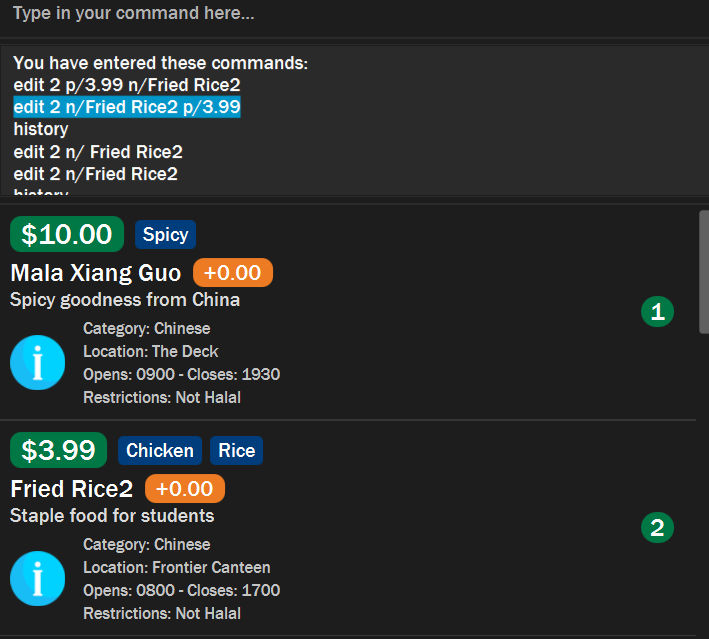 Type in your command here...
You have entered these commands:
edit 2 p/3.99 n/Fried Rice2
edit 2 n/Fried Rice2 p/3.99
history
edit 2 n/ Fried Rice2
edit 2 n/Fried Rice2
history
$10.00 Spicy
Mala Xiang Guo +0.00
Spicy goodness from China
1
i
Category: Chinese
Location: The Deck
Opens: 0900 - Closes: 1930
Restrictions: Not Halal
$3.99 Chicken Rice
Fried Rice2 +0.00
Staple food for students
2
i
Category: Chinese
Location: Frontier Canteen
Opens: 0800 - Closes: 1700
Restrictions: Not Halal